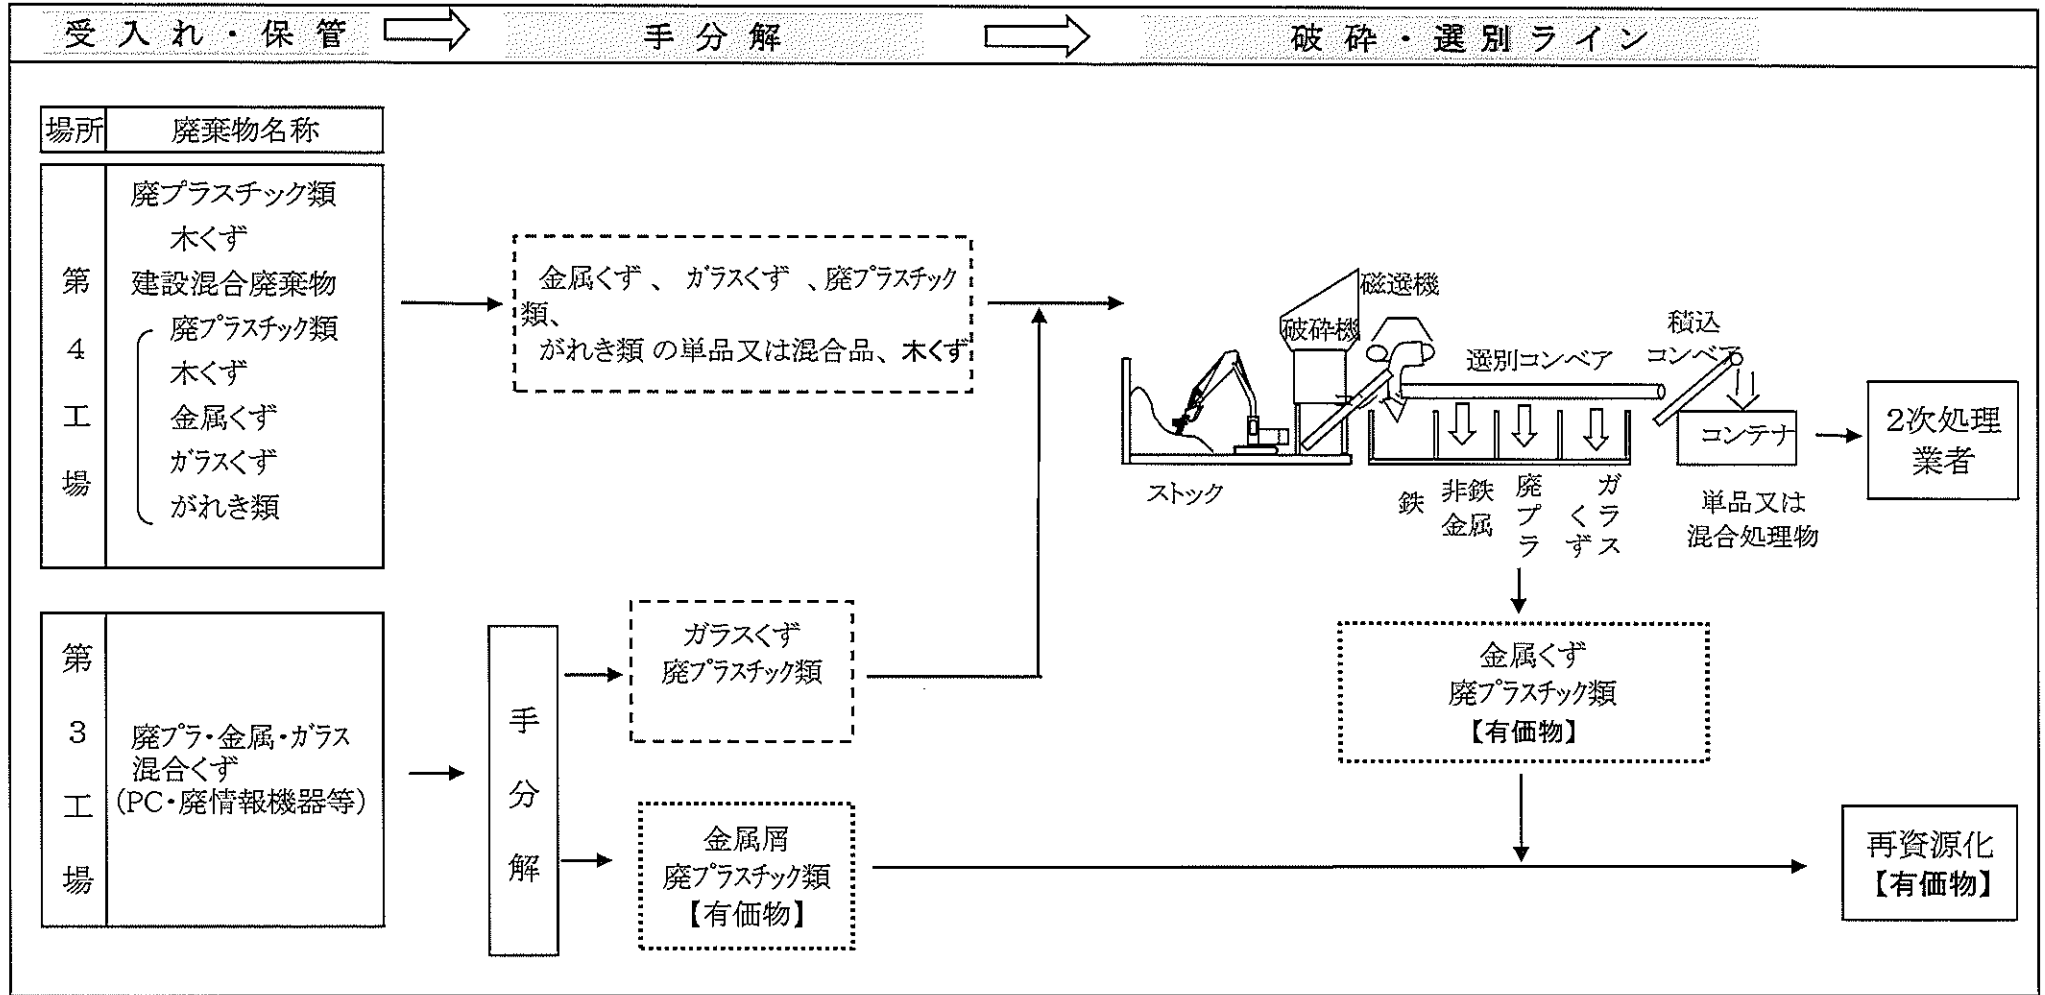 受入れ・保管
手分解
破砕・選別ライン
場所
廃棄物名称
第4工場
廃プラスチック類
木くず
建設混合廃棄物
廃プラスチック類
木くず
金属くず
ガラスくず
がれき類
金属くず 、 ガラスくず 、廃プラスチック
類、
がれき類 の単品又は混合品、木くず
磁選機
破砕機
選別コンベア
積込
コンベア
コンテナ
2次処理
業者
ストック
鉄
非鉄
金属
廃プラ
ガラス
くず
単品又は
混合処理物
第3工場
廃プラ・金属・ガラス
混合くず
(PC・廃情報機器等)
手分解
ガラスくず
廃プラスチック類
金属屑
廃プラスチック類
【有価物】
金属くず
廃プラスチック類
【有価物】
再資源化
【有価物】